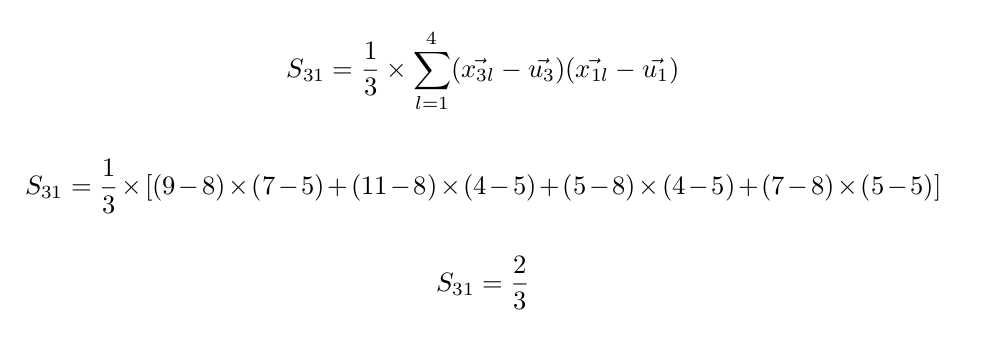 S_{31} = \frac{1}{3} \times \sum_{l=1}^{4} (\vec{x_{3l}} - \vec{u_3})(\vec{x_{1l}} - \vec{u_1})
S_{31} = \frac{1}{3} \times [(9-8) \times (7-5) + (11-8) \times (4-5) + (5-8) \times (4-5) + (7-8) \times (5-5)]
S_{31} = \frac{2}{3}